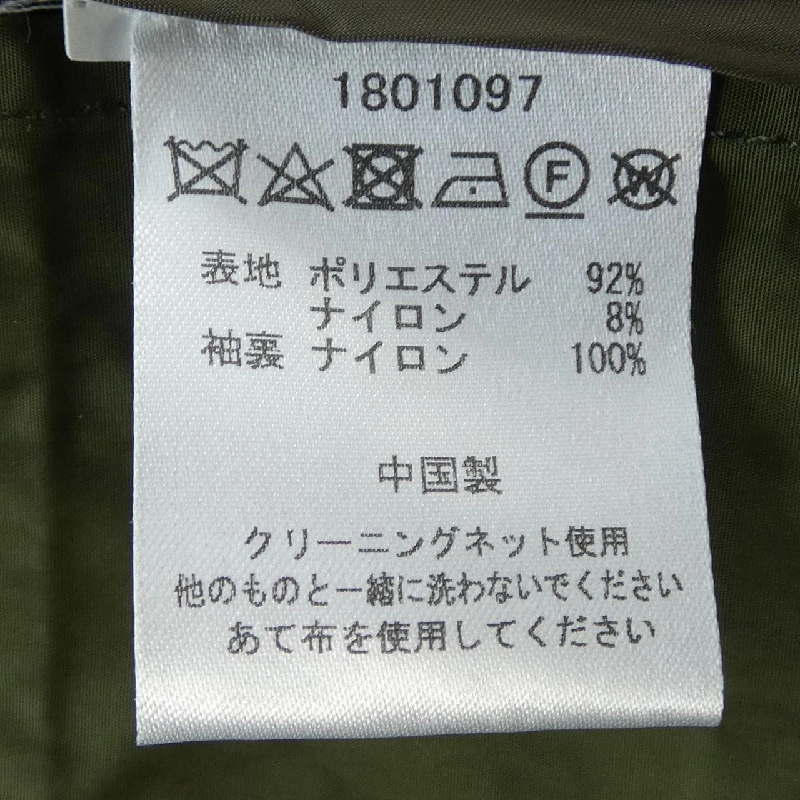 1801097
F W
表地 ポリエステル 92%
ナイロン 8%
袖裏 ナイロン 100%
中国製
クリーニングネット使用
他のものと一緒に洗わないでください
あて布を使用してください